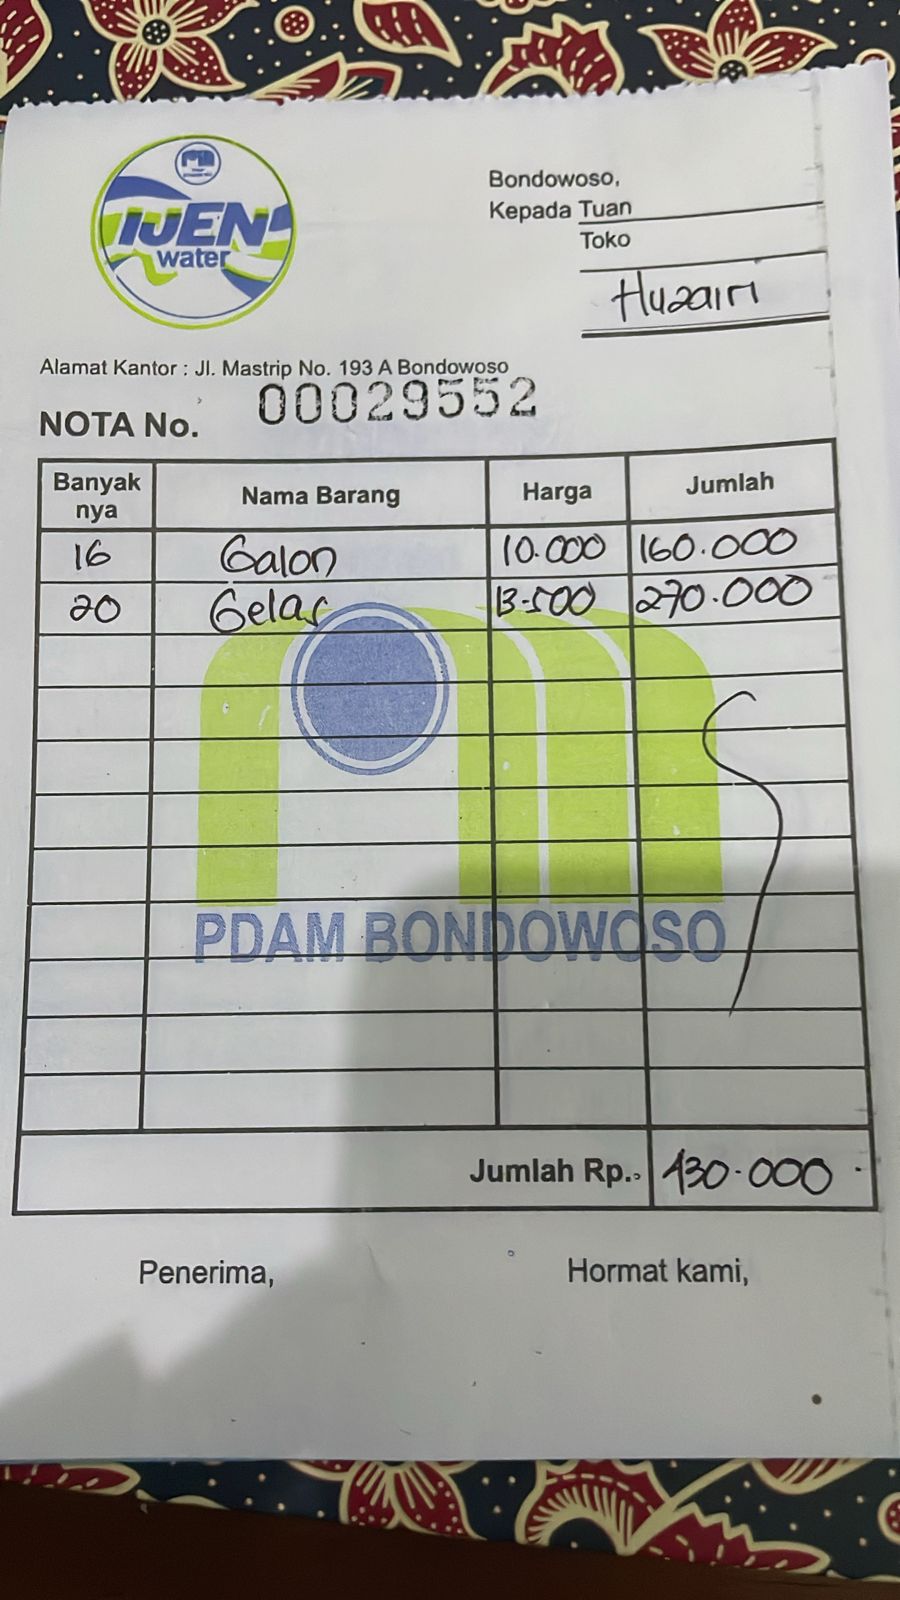 IJEN
water
Bondowoso,
Kepada Tuan
Toko
Huzairi
Alamat Kantor : Jl. Mastrip No. 193 A Bondowoso
NOTA No. 00029552
Banyak nya Nama Barang Harga Jumlah
16 Galon 10.000 160.000
20 Gelas 13.500 270.000
PDAM BONDOWOSO
Jumlah Rp. 430.000
Penerima, Hormat kami,